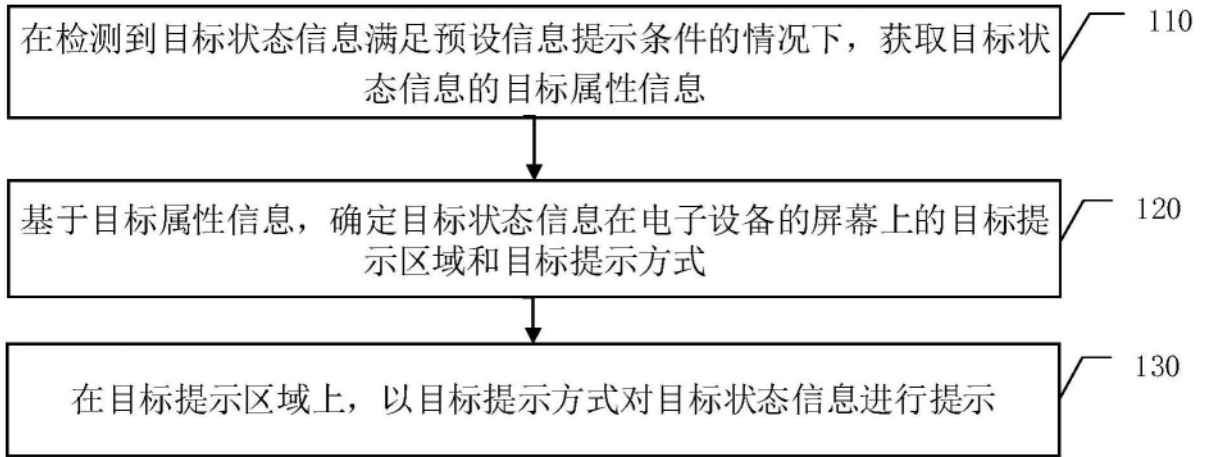 在检测到目标状态信息满足预设信息提示条件的情况下，获取目标状
态信息的目标属性信息
110
基于目标属性信息，确定目标状态信息在电子设备的屏幕上的目标提
示区域和目标提示方式
120
在目标提示区域上，以目标提示方式对目标状态信息进行提示
130